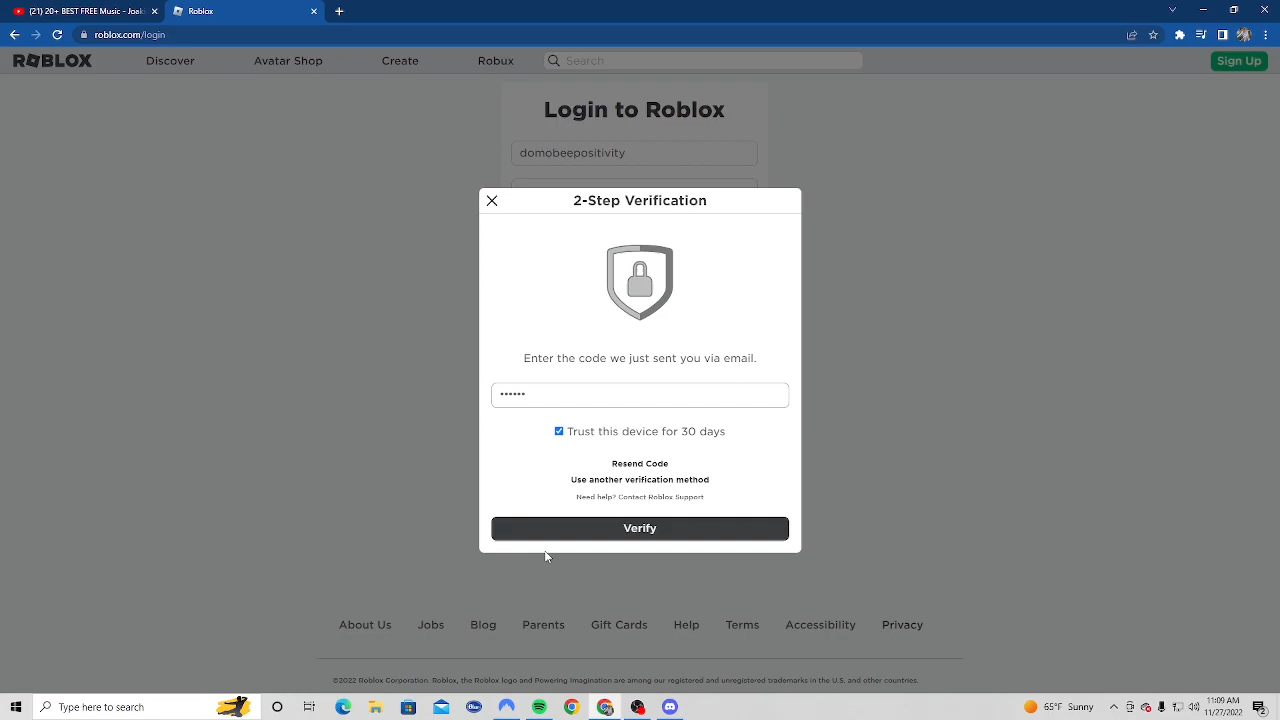 (21) 20+ BEST FREE Music - Joki
Roblox
roblox.com/login
ROBLOX
Discover
Avatar Shop
Create
Robux
Search
Sign Up
Login to Roblox
domobeepositivity
2-Step Verification
Enter the code we just sent you via email.
••••••
Trust this device for 30 days
Resend Code
Use another verification method
Need help? Contact Roblox Support
Verify
About Us
Jobs
Blog
Parents
Gift Cards
Help
Terms
Accessibility
Privacy
©2022 Roblox Corporation. Roblox, the Roblox logo and Powering Imagination are among our registered and unregistered trademarks in the U.S. and other countries.
Type here to search
65°F Sunny
11:09 AM
11/27/2022